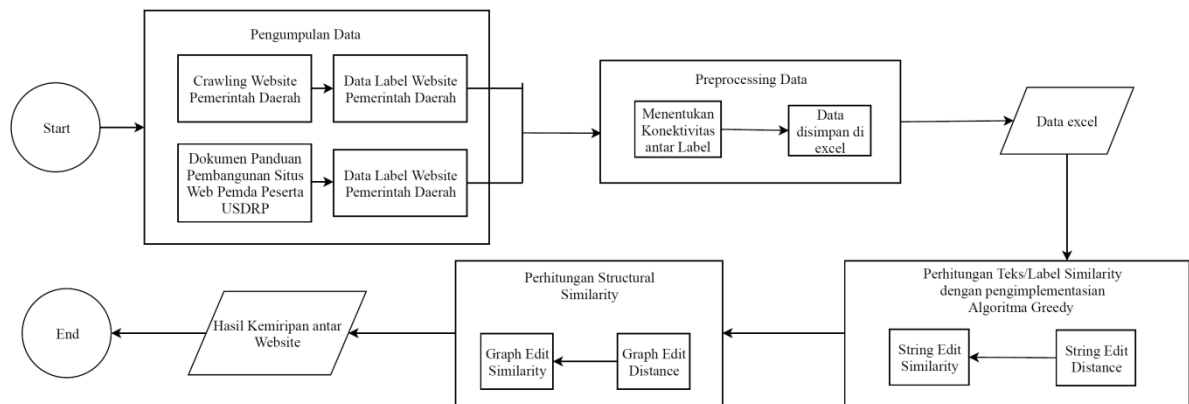 Start
Pengumpulan Data
Crawling Website
Pemerintah Daerah
Data Label Website
Pemerintah Daerah
Dokumen Panduan
Pembangunan Situs
Web Pemda Peserta
USDRP
Data Label Website
Pemerintah Daerah
Preprocessing Data
Menentukan
Konektivitas
antar Label
Data
disimpan di
excel
Data excel
Perhitungan Teks/Label Similarity
dengan pengimplementasian
Algoritma Greedy
String Edit
Distance
String Edit
Similarity
Perhitungan Structural
Similarity
Graph Edit
Distance
Graph Edit
Similarity
Hasil Kemiripan antar
Website
End